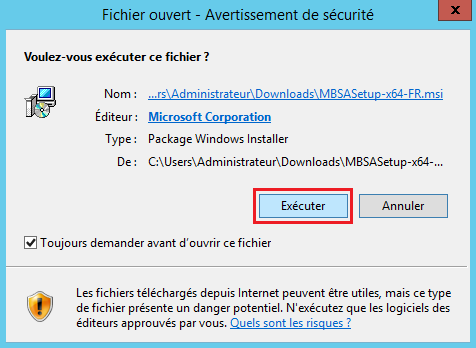 Fichier ouvert - Avertissement de sécurité
x
Voulez-vous exécuter ce fichier ?
Nom : ...rs\Administrateur\Downloads\MBSASetup-x64-FR.msi
Éditeur : Microsoft Corporation
Type : Package Windows Installer
De : C:\Users\Administrateur\Downloads\MBSASetup-x64-...
Exécuter Annuler
Toujours demander avant d'ouvrir ce fichier
Les fichiers téléchargés depuis Internet peuvent être utiles, mais ce type
de fichier présente un danger potentiel. N'exécutez que les logiciels des
éditeurs approuvés par vous. Quels sont les risques ?